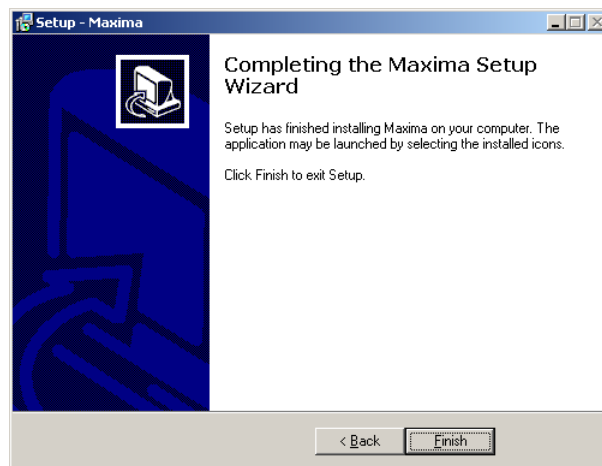 Setup - Maxima
Completing the Maxima Setup
Wizard
Setup has finished installing Maxima on your computer. The
application may be launched by selecting the installed icons.
Click Finish to exit Setup.
< Back
Finish